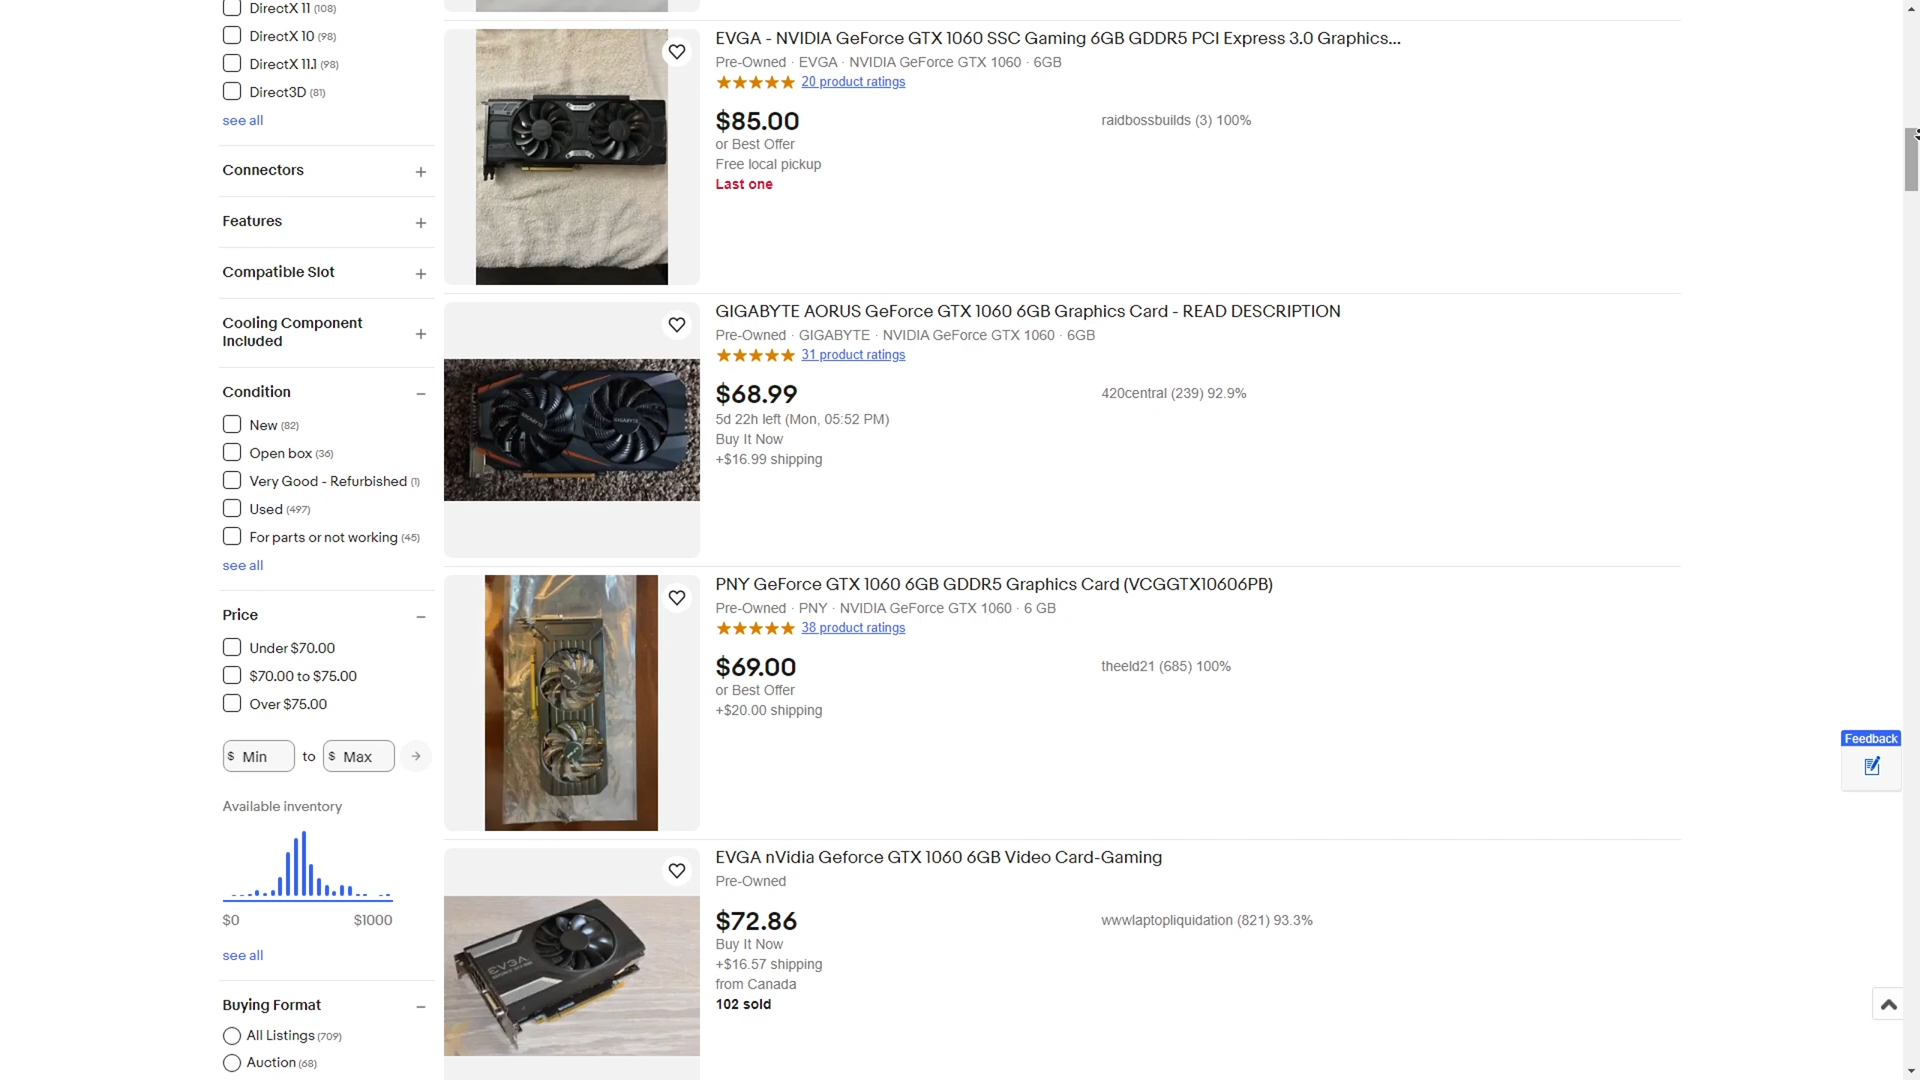 DirectX 11 (108)
DirectX 10 (98)
DirectX 11.1 (98)
Direct3D (81)
see all
Connectors
Features
Compatible Slot
Cooling Component
Included
Condition
New (82)
Open box (36)
Very Good - Refurbished (1)
Used (497)
For parts or not working (45)
see all
Price
Under $70.00
$70.00 to $75.00
Over $75.00
$ Min to $ Max
Available inventory
$0 $1000
see all
Buying Format
All Listings (709)
Auction (68)
EVGA - NVIDIA GeForce GTX 1060 SSC Gaming 6GB GDDR5 PCI Express 3.0 Graphics...
Pre-Owned · EVGA · NVIDIA GeForce GTX 1060 · 6GB
20 product ratings
$85.00
raidbossbuilds (3) 100%
or Best Offer
Free local pickup
Last one
GIGABYTE AORUS GeForce GTX 1060 6GB Graphics Card - READ DESCRIPTION
Pre-Owned · GIGABYTE · NVIDIA GeForce GTX 1060 · 6GB
31 product ratings
$68.99
420central (239) 92.9%
5d 22h left (Mon, 05:52 PM)
Buy It Now
+$16.99 shipping
PNY GeForce GTX 1060 6GB GDDR5 Graphics Card (VCGGTX10606PB)
Pre-Owned · PNY · NVIDIA GeForce GTX 1060 · 6 GB
38 product ratings
$69.00
theeld21 (685) 100%
or Best Offer
+$20.00 shipping
EVGA nVidia Geforce GTX 1060 6GB Video Card-Gaming
Pre-Owned
$72.86
wwwlaptopliquidation (821) 93.3%
Buy It Now
+$16.57 shipping
from Canada
102 sold
EVGA
Feedback